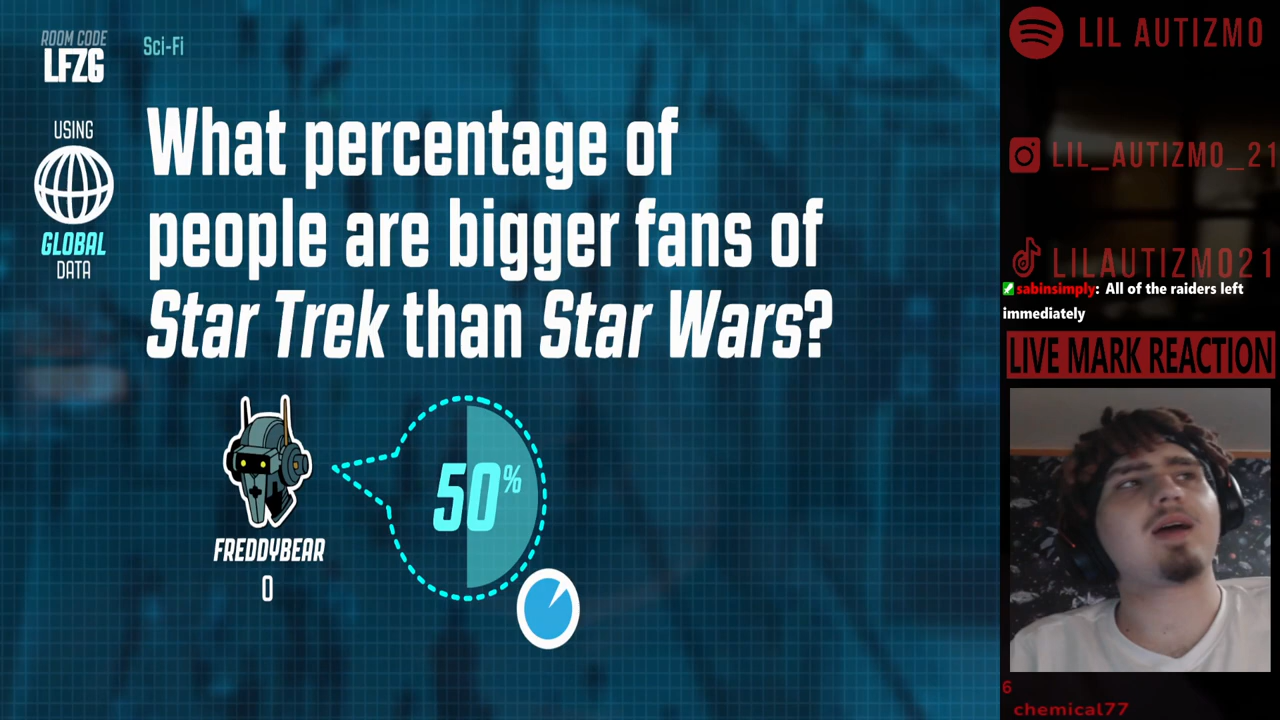 ROOM CODE
LFZG
Sci-Fi
USING
GLOBAL
DATA
What percentage of
people are bigger fans of
Star Trek than Star Wars?
50%
FREDDYBEAR
0
LIL AUTIZMO
LIL_AUTIZMO_21
LILAUTIZMO21
sabinsimply: All of the raiders left
immediately
LIVE MARK REACTION
6
chemical77